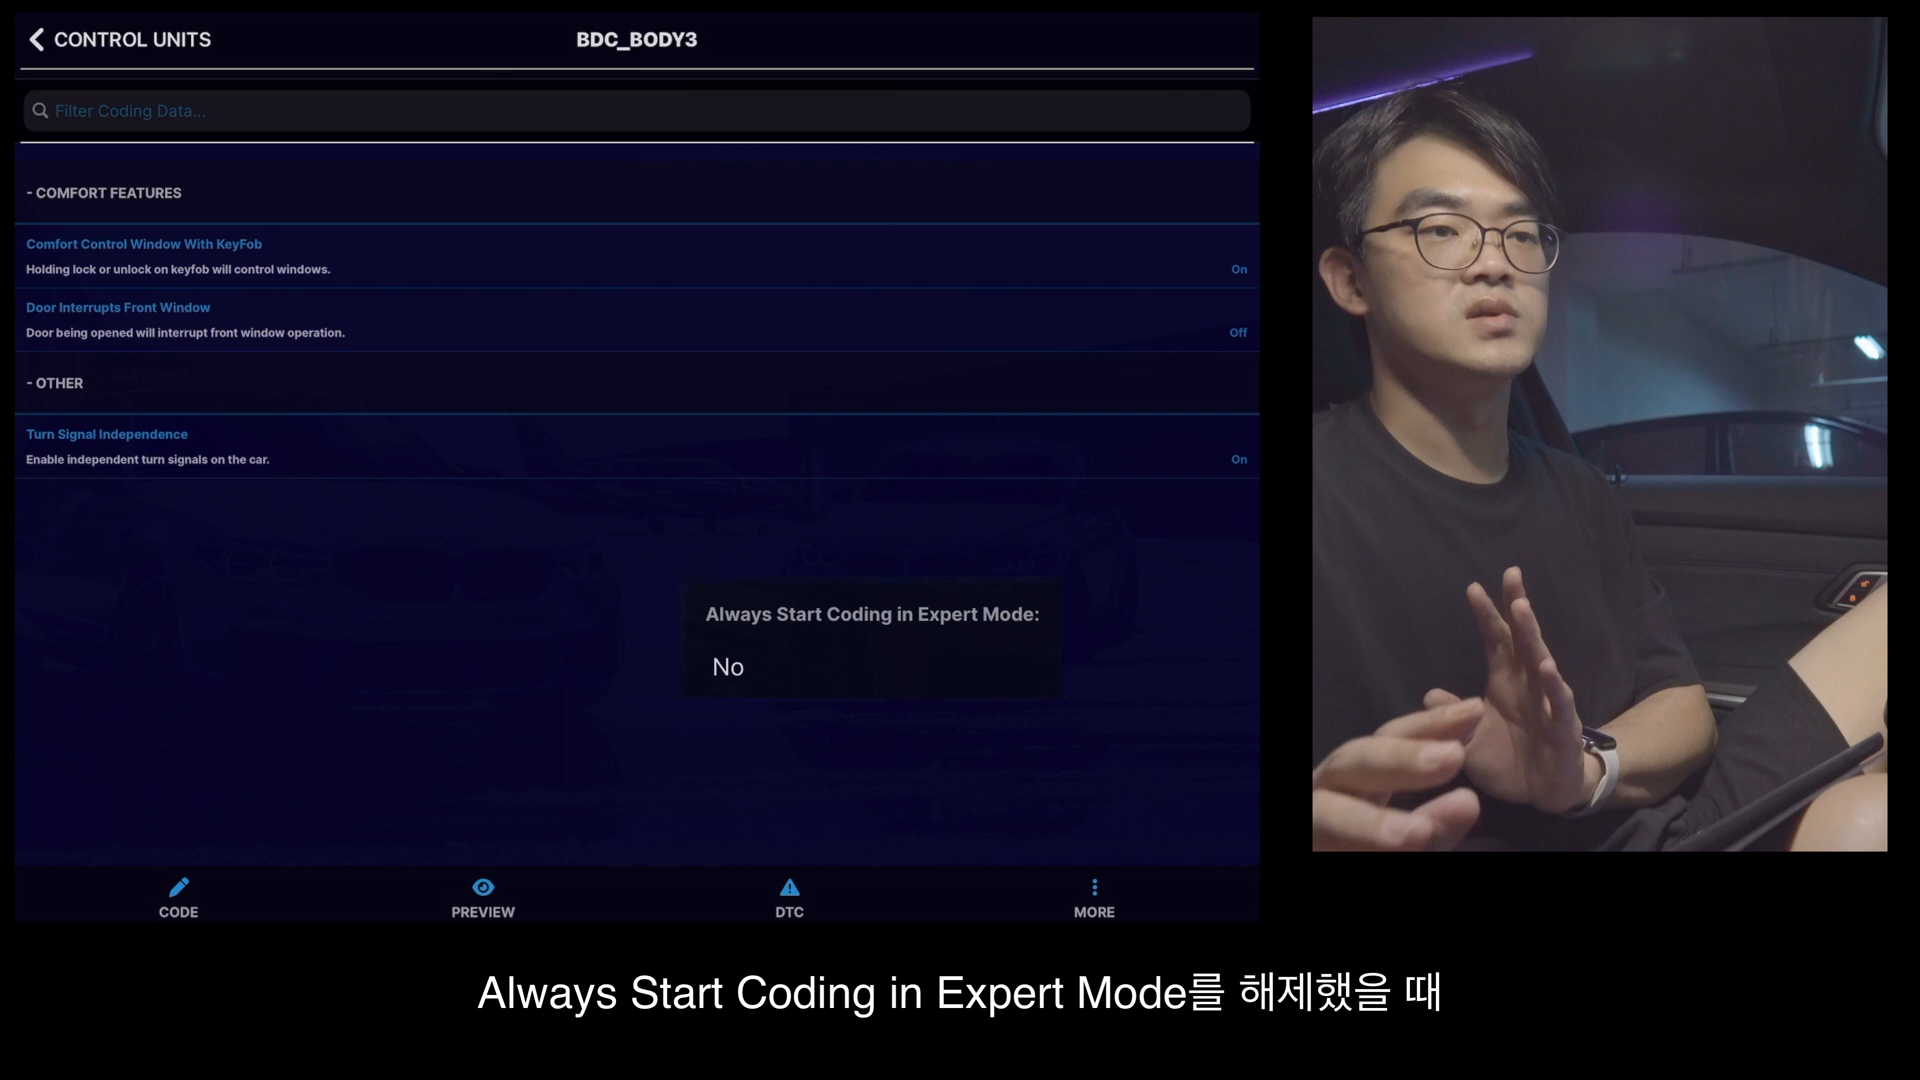 CONTROL UNITS
BDC_BODY3
Filter Coding Data...
- COMFORT FEATURES
Comfort Control Window With KeyFob
Holding lock or unlock on keyfob will control windows.
On
Door Interrupts Front Window
Door being opened will interrupt front window operation.
Off
- OTHER
Turn Signal Independence
Enable independent turn signals on the car.
On
Always Start Coding in Expert Mode:
No
CODE
PREVIEW
DTC
MORE
Always Start Coding in Expert Mode를 해제했을 때